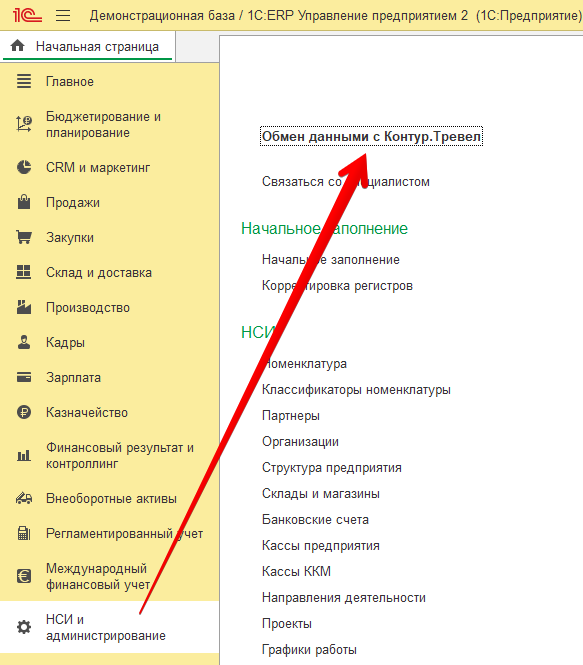 1С Демонстрационная база / 1С:ERP Управление предприятием 2 (1С:Предприятие)
Начальная страница
Главное
Бюджетирование и
планирование
CRM и маркетинг
Продажи
Закупки
Склад и доставка
Производство
Кадры
Зарплата
Казначейство
Финансовый результат и
контроллинг
Внеоборотные активы
Регламентированный учет
Международный
финансовый учет
НСИ и
администрирование
Обмен данными с Контур.Тревел
Связаться со специалистом
Начальное заполнение
Начальное заполнение
Корректировка регистров
НСИ
Номенклатура
Классификаторы номенклатуры
Партнеры
Организации
Структура предприятия
Склады и магазины
Банковские счета
Кассы предприятия
Кассы ККМ
Направления деятельности
Проекты
Графики работы